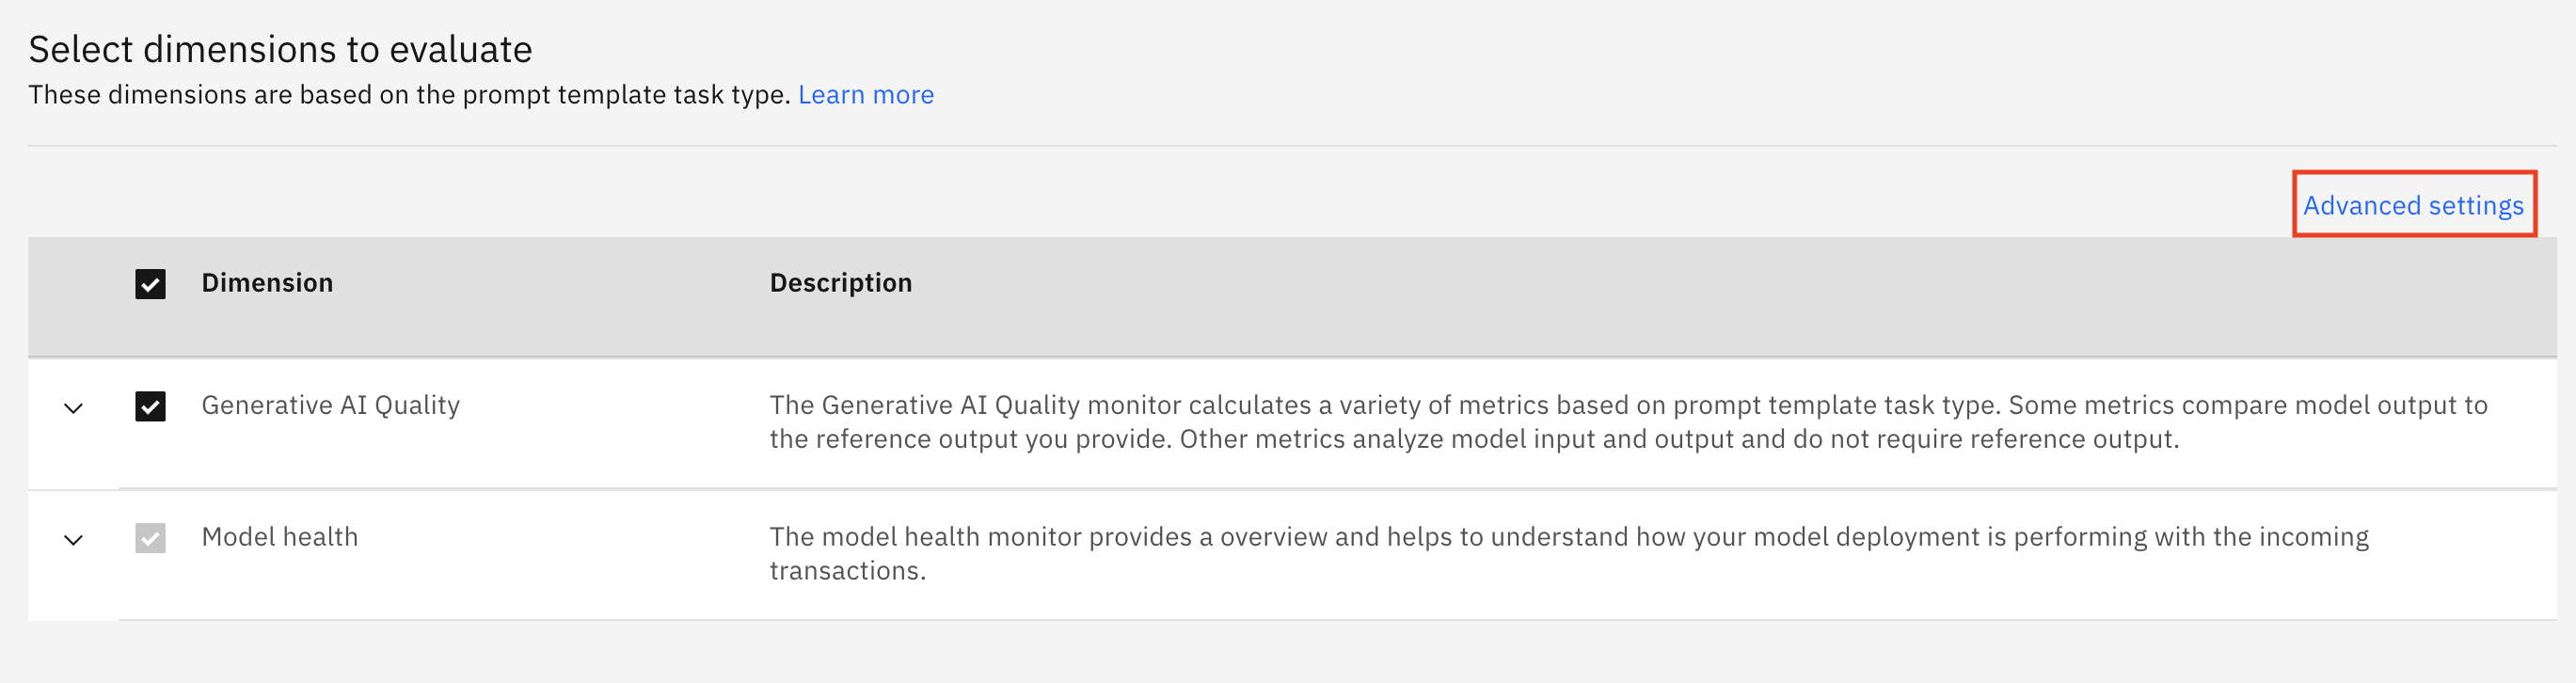 Select dimensions to evaluate
These dimensions are based on the prompt template task type. Learn more
Advanced settings
Dimension Description
Generative AI Quality The Generative AI Quality monitor calculates a variety of metrics based on prompt template task type. Some metrics compare model output to
the reference output you provide. Other metrics analyze model input and output and do not require reference output.
Model health The model health monitor provides a overview and helps to understand how your model deployment is performing with the incoming
transactions.